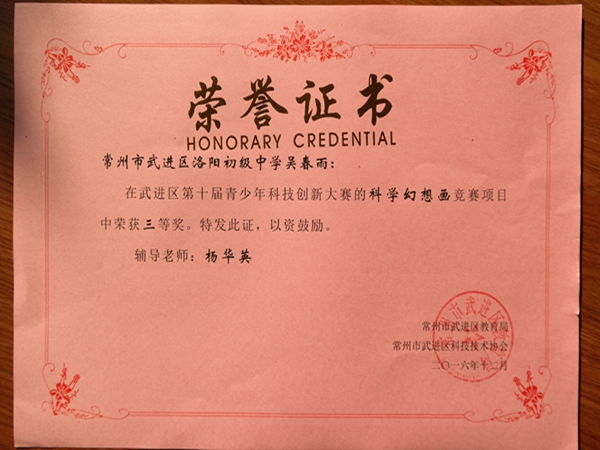 荣誉证书
HONORARY CREDENTIAL
常州市武进区洛阳初级中学吴春雨：
在武进区第十届青少年科技创新大赛的科学幻想画竞赛项目
中荣获三等奖。特发此证，以资鼓励。
辅导老师：杨华英
常州市武进区教育局
常州市武进区科技技术协会
二〇一六年十二月